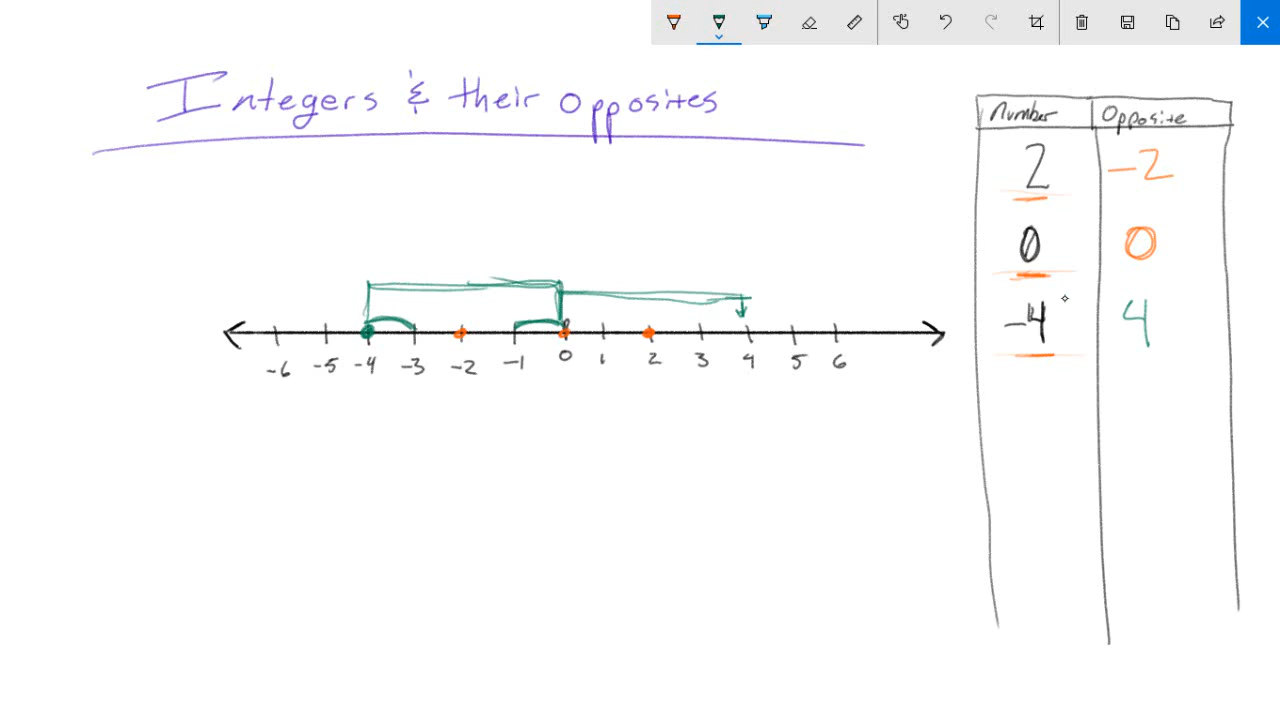 Integers & their opposites
Number Opposite
2 -2
0 0
-4 4
-6 -5 -4 -3 -2 -1 0 1 2 3 4 5 6